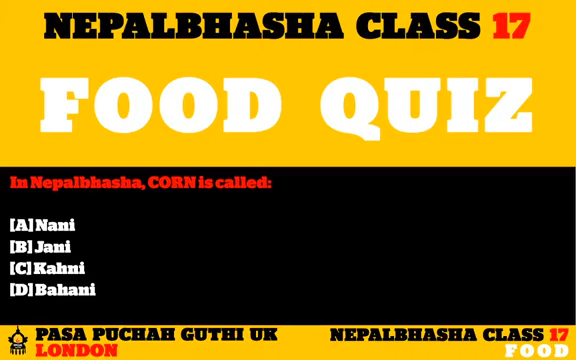 NEPALBHASHA CLASS 17
FOOD QUIZ
In Nepalbhasha, CORN is called:
[A] Nani
[B] Jani
[C] Kahni
[D] Bahani
PASA PUCHAH GUTHI UK
LONDON
NEPALBHASHA CLASS 17
FOOD